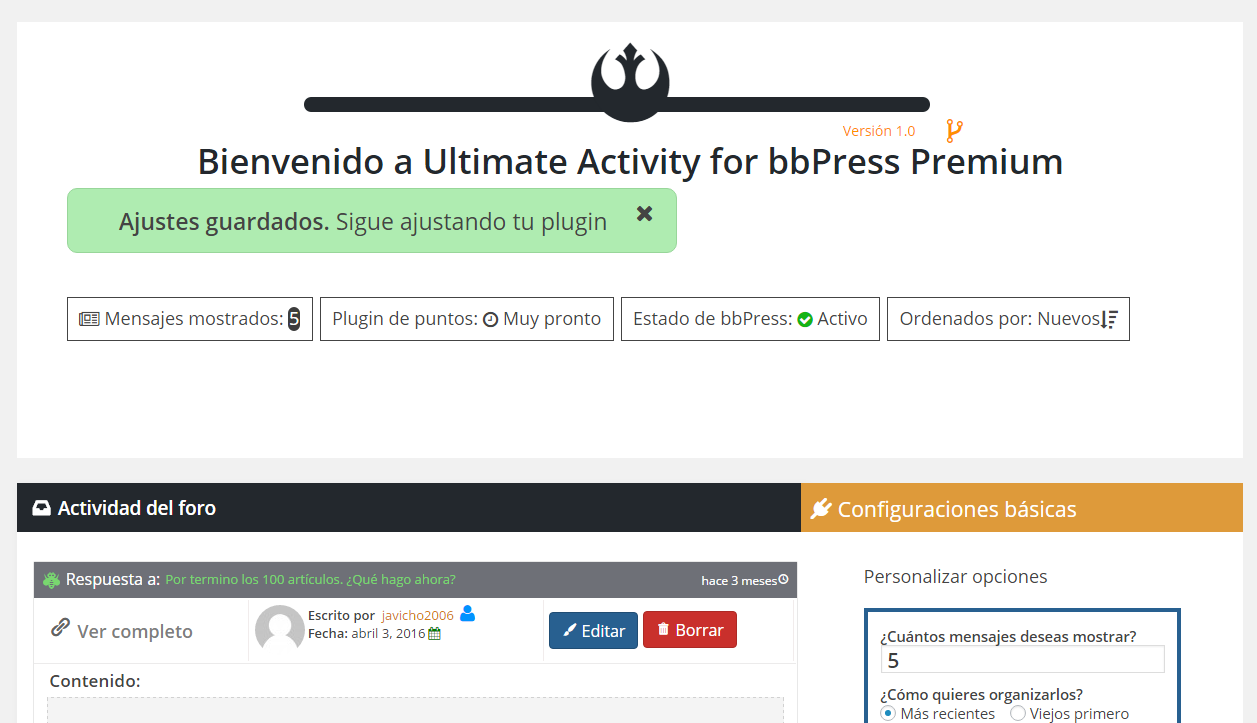 Versión 1.0
Bienvenido a Ultimate Activity for bbPress Premium
Ajustes guardados. Sigue ajustando tu plugin
Mensajes mostrados: 5
Plugin de puntos: Muy pronto
Estado de bbPress: Activo
Ordenados por: Nuevos
Actividad del foro
Configuraciones básicas
Respuesta a: Por termino los 100 artículos. ¿Qué hago ahora?
hace 3 meses
Ver completo
Escrito por javicho2006
Fecha: abril 3, 2016
Editar
Borrar
Contenido:
Personalizar opciones
¿Cuántos mensajes deseas mostrar?
5
¿Cómo quieres organizarlos?
Más recientes Viejos primero